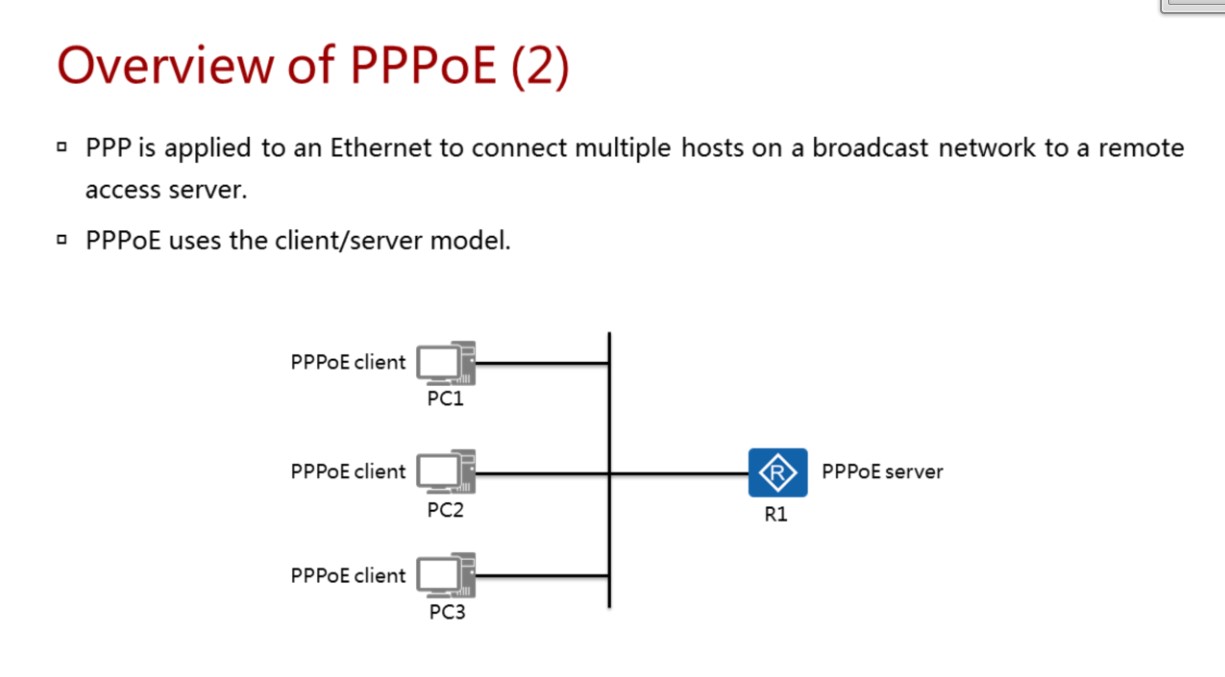 Overview of PPPoE (2)
▫ PPP is applied to an Ethernet to connect multiple hosts on a broadcast network to a remote
access server.
▫ PPPoE uses the client/server model.
PPPoE client
PC1
PPPoE client
PC2
R
PPPoE server
R1
PPPoE client
PC3